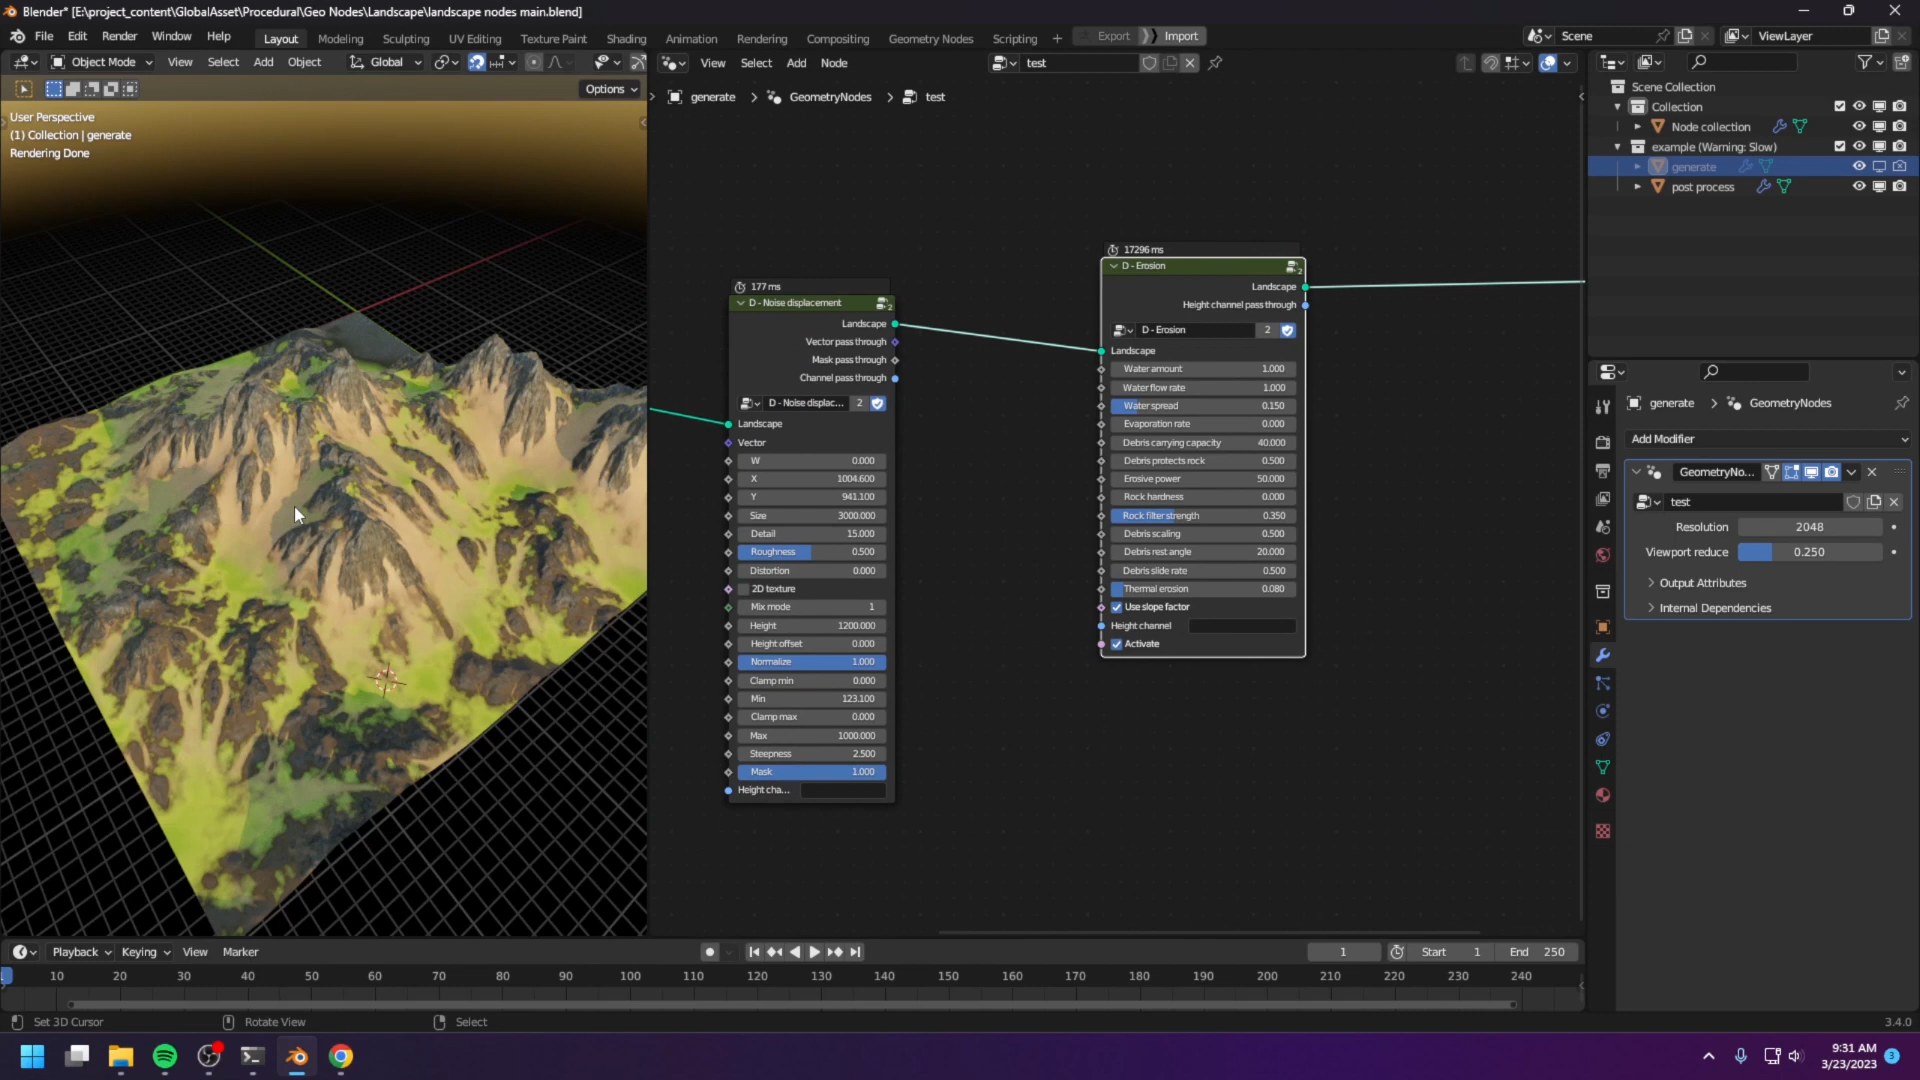 Blender* [E:\project_content\GlobalAsset\Procedural\Geo Nodes\Landscape\landscape nodes main.blend]
File Edit Render Window Help
Layout Modeling Sculpting UV Editing Texture Paint Shading Animation Rendering Compositing Geometry Nodes Scripting + Export Import
Scene
ViewLayer
Object Mode View Select Add Object Global
View Select Add Node
test
Options
User Perspective
(1) Collection | generate
Rendering Done
generate > GeometryNodes > test
177 ms
D - Noise displacement
Landscape
Vector pass through
Mask pass through
Channel pass through
D - Noise displac... 2
Landscape
Vector
W 0.000
X 1004.600
Y 941.100
Size 3000.000
Detail 15.000
Roughness 0.500
Distortion 0.000
2D texture
Mix mode 1
Height 1200.000
Height offset 0.000
Normalize 1.000
Clamp min 0.000
Min 123.100
Clamp max 0.000
Max 1000.000
Steepness 2.500
Mask 1.000
Height cha...
17296 ms
D - Erosion
Landscape
Height channel pass through
D - Erosion 2
Landscape
Water amount 1.000
Water flow rate 1.000
Water spread 0.150
Evaporation rate 0.000
Debris carrying capacity 40.000
Debris protects rock 0.500
Erosive power 50.000
Rock hardness 0.000
Rock filter strength 0.350
Debris scaling 0.500
Debris rest angle 20.000
Debris slide rate 0.500
Thermal erosion 0.080
Use slope factor
Height channel
Activate
Scene Collection
Collection
Node collection
example (Warning: Slow)
generate
post process
generate > GeometryNodes
Add Modifier
GeometryNo...
test
Resolution 2048
Viewport reduce 0.250
Output Attributes
Internal Dependencies
Playback Keying View Marker
1 Start 1 End 250
10 20 30 40 50 60 70 80 90 100 110 120 130 140 150 160 170 180 190 200 210 220 230 240
Set 3D Cursor Rotate View Select
3.4.0
9:31 AM
3/23/2023
3